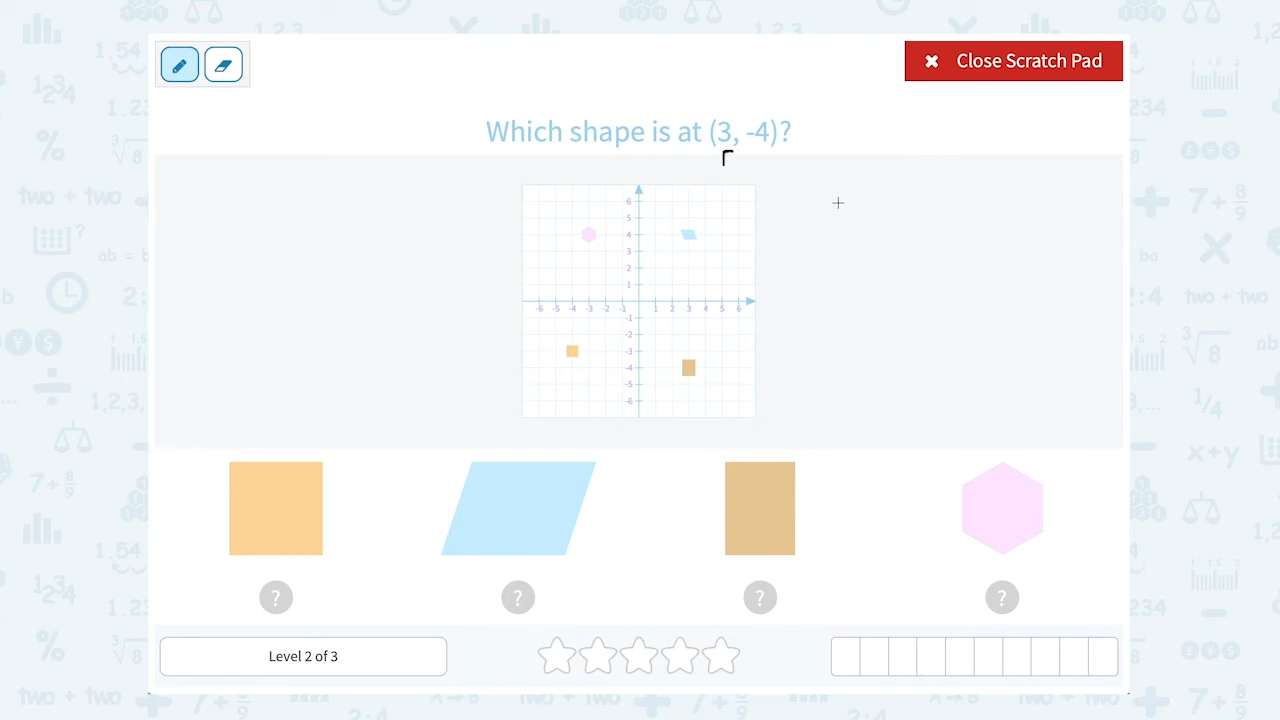 ✖ Close Scratch Pad
Which shape is at (3, -4)?
r
6
5
4
3
2
1
-6 -5 -4 -3 -2 -1 1 2 3 4 5 6
-1
-2
-3
-4
-5
-6
? ? ? ?
Level 2 of 3